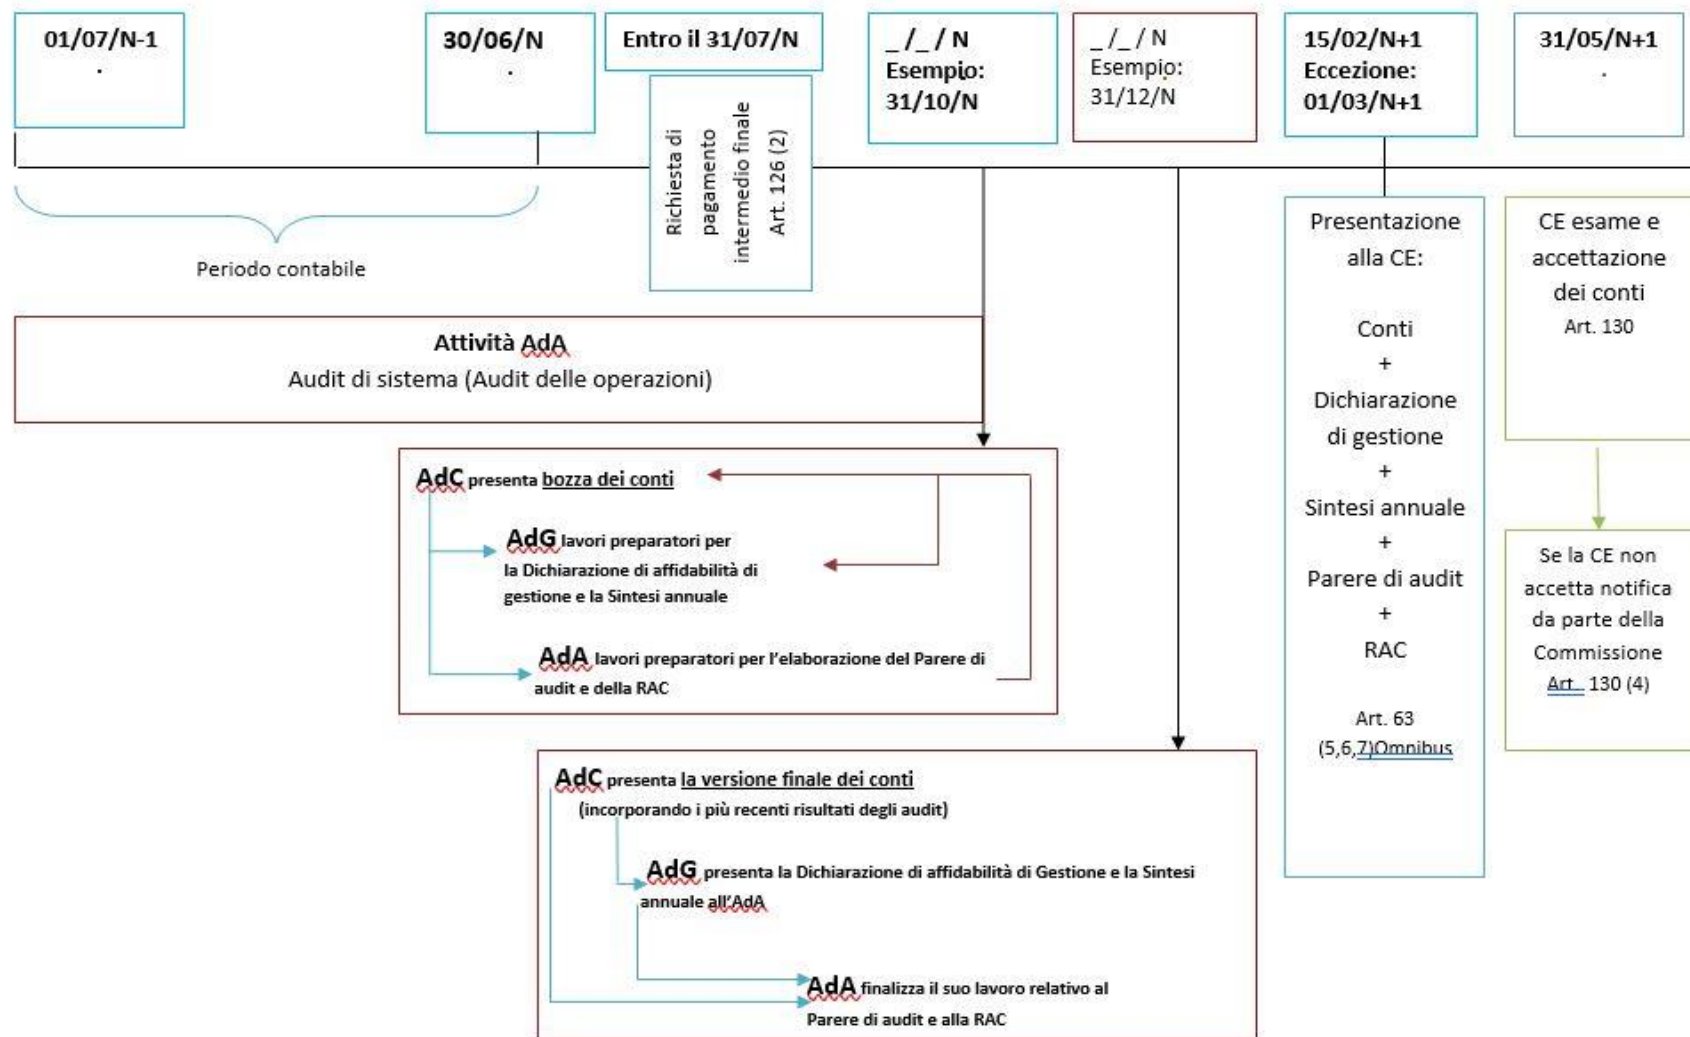 01/07/N-1
.
30/06/N
.
Entro il 31/07/N
_ /_ / N
Esempio:
31/10/N
_ /_ / N
Esempio:
31/12/N
15/02/N+1
Eccezione:
01/03/N+1
31/05/N+1
.
Richiesta di
pagamento
intermedio finale
Art. 126 (2)
Periodo contabile
Attività AdA
Audit di sistema (Audit delle operazioni)
AdC presenta bozza dei conti
AdG lavori preparatori per
la Dichiarazione di affidabilità di
gestione e la Sintesi annuale
AdA lavori preparatori per l'elaborazione del Parere di
audit e della RAC
AdC presenta la versione finale dei conti
(incorporando i più recenti risultati degli audit)
AdG presenta la Dichiarazione di affidabilità di Gestione e la Sintesi
annuale all'AdA
AdA finalizza il suo lavoro relativo al
Parere di audit e alla RAC
Presentazione
alla CE:
Conti
+
Dichiarazione
di gestione
+
Sintesi annuale
+
Parere di audit
+
RAC
Art. 63
(5,6,7)Omnibus
CE esame e
accettazione
dei conti
Art. 130
Se la CE non
accetta notifica
da parte della
Commissione
Art. 130 (4)